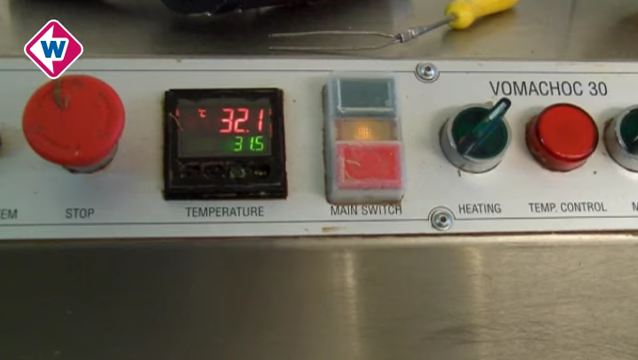 W
VOMACHOC 30
°C 32.1
31.5
EM
STOP
TEMPERATURE
MAIN SWITCH
HEATING
TEMP. CONTROL
M